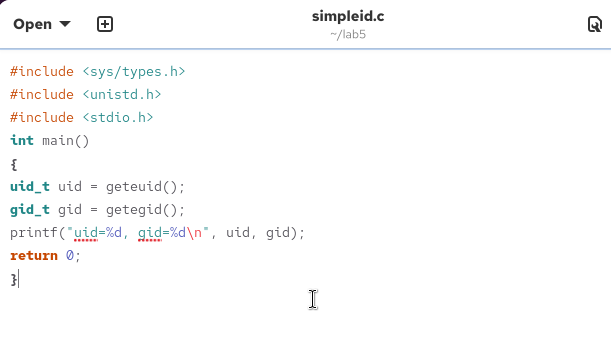 Open
simpleid.c
~/lab5
#include <sys/types.h>
#include <unistd.h>
#include <stdio.h>
int main()
{
uid_t uid = geteuid();
gid_t gid = getegid();
printf("uid=%d, gid=%d\n", uid, gid);
return 0;
}